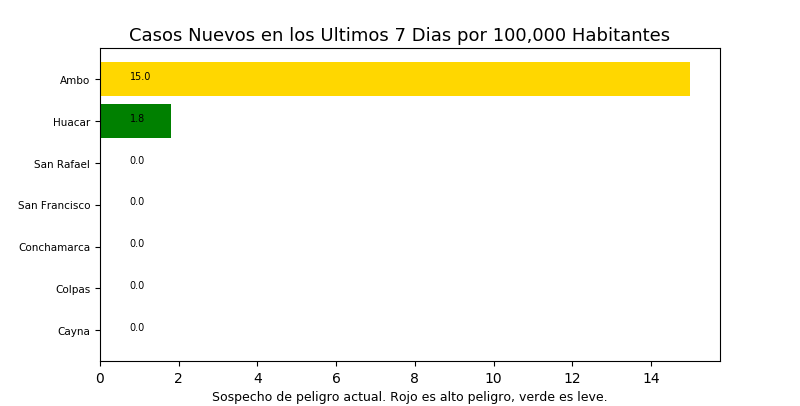 Casos Nuevos en los Ultimos 7 Dias por 100,000 Habitantes
Ambo 15.0
Huacar 1.8
San Rafael 0.0
San Francisco 0.0
Conchamarca 0.0
Colpas 0.0
Cayna 0.0
0 2 4 6 8 10 12 14
Sospecho de peligro actual. Rojo es alto peligro, verde es leve.